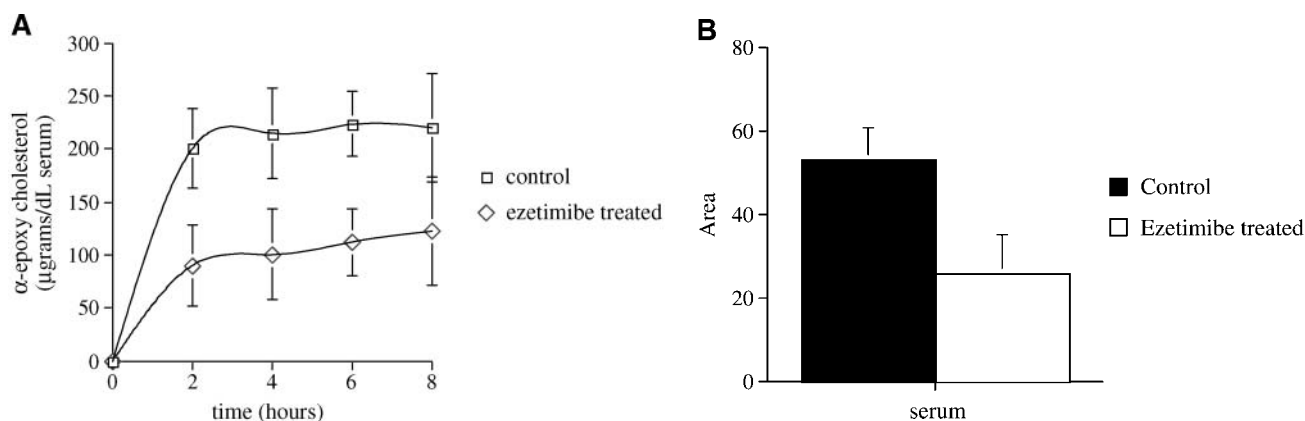 A
300
250
200
150
100
50
0
α-epoxy cholesterol
(µgrams/dL serum)
0 2 4 6 8
time (hours)
control
ezetimibe treated
B
80
60
40
20
0
Area
serum
Control
Ezetimibe treated